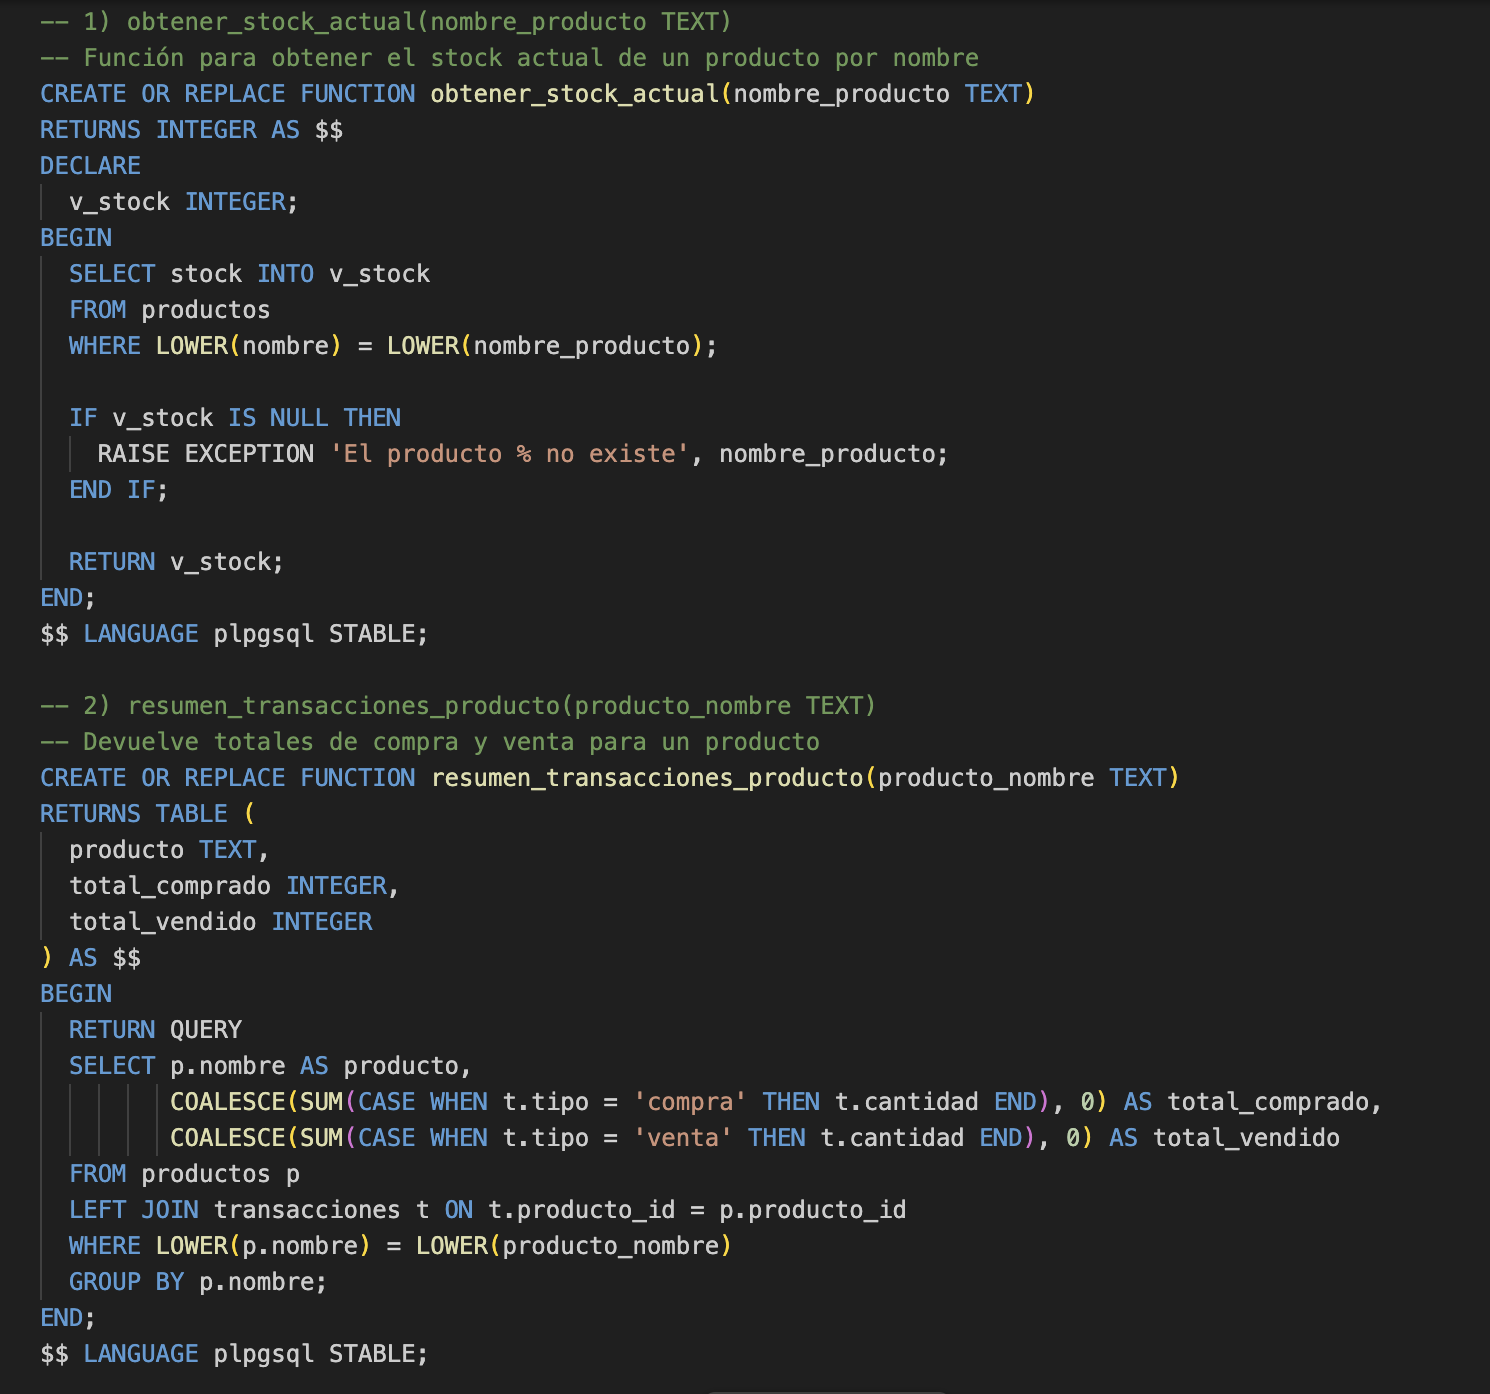 -- 1) obtener_stock_actual(nombre_producto TEXT)
-- Función para obtener el stock actual de un producto por nombre
CREATE OR REPLACE FUNCTION obtener_stock_actual(nombre_producto TEXT)
RETURNS INTEGER AS $$
DECLARE
  v_stock INTEGER;
BEGIN
  SELECT stock INTO v_stock
  FROM productos
  WHERE LOWER(nombre) = LOWER(nombre_producto);

  IF v_stock IS NULL THEN
    RAISE EXCEPTION 'El producto % no existe', nombre_producto;
  END IF;

  RETURN v_stock;
END;
$$ LANGUAGE plpgsql STABLE;

-- 2) resumen_transacciones_producto(producto_nombre TEXT)
-- Devuelve totales de compra y venta para un producto
CREATE OR REPLACE FUNCTION resumen_transacciones_producto(producto_nombre TEXT)
RETURNS TABLE (
  producto TEXT,
  total_comprado INTEGER,
  total_vendido INTEGER
) AS $$
BEGIN
  RETURN QUERY
  SELECT p.nombre AS producto,
         COALESCE(SUM(CASE WHEN t.tipo = 'compra' THEN t.cantidad END), 0) AS total_comprado,
         COALESCE(SUM(CASE WHEN t.tipo = 'venta' THEN t.cantidad END), 0) AS total_vendido
  FROM productos p
  LEFT JOIN transacciones t ON t.producto_id = p.producto_id
  WHERE LOWER(p.nombre) = LOWER(producto_nombre)
  GROUP BY p.nombre;
END;
$$ LANGUAGE plpgsql STABLE;